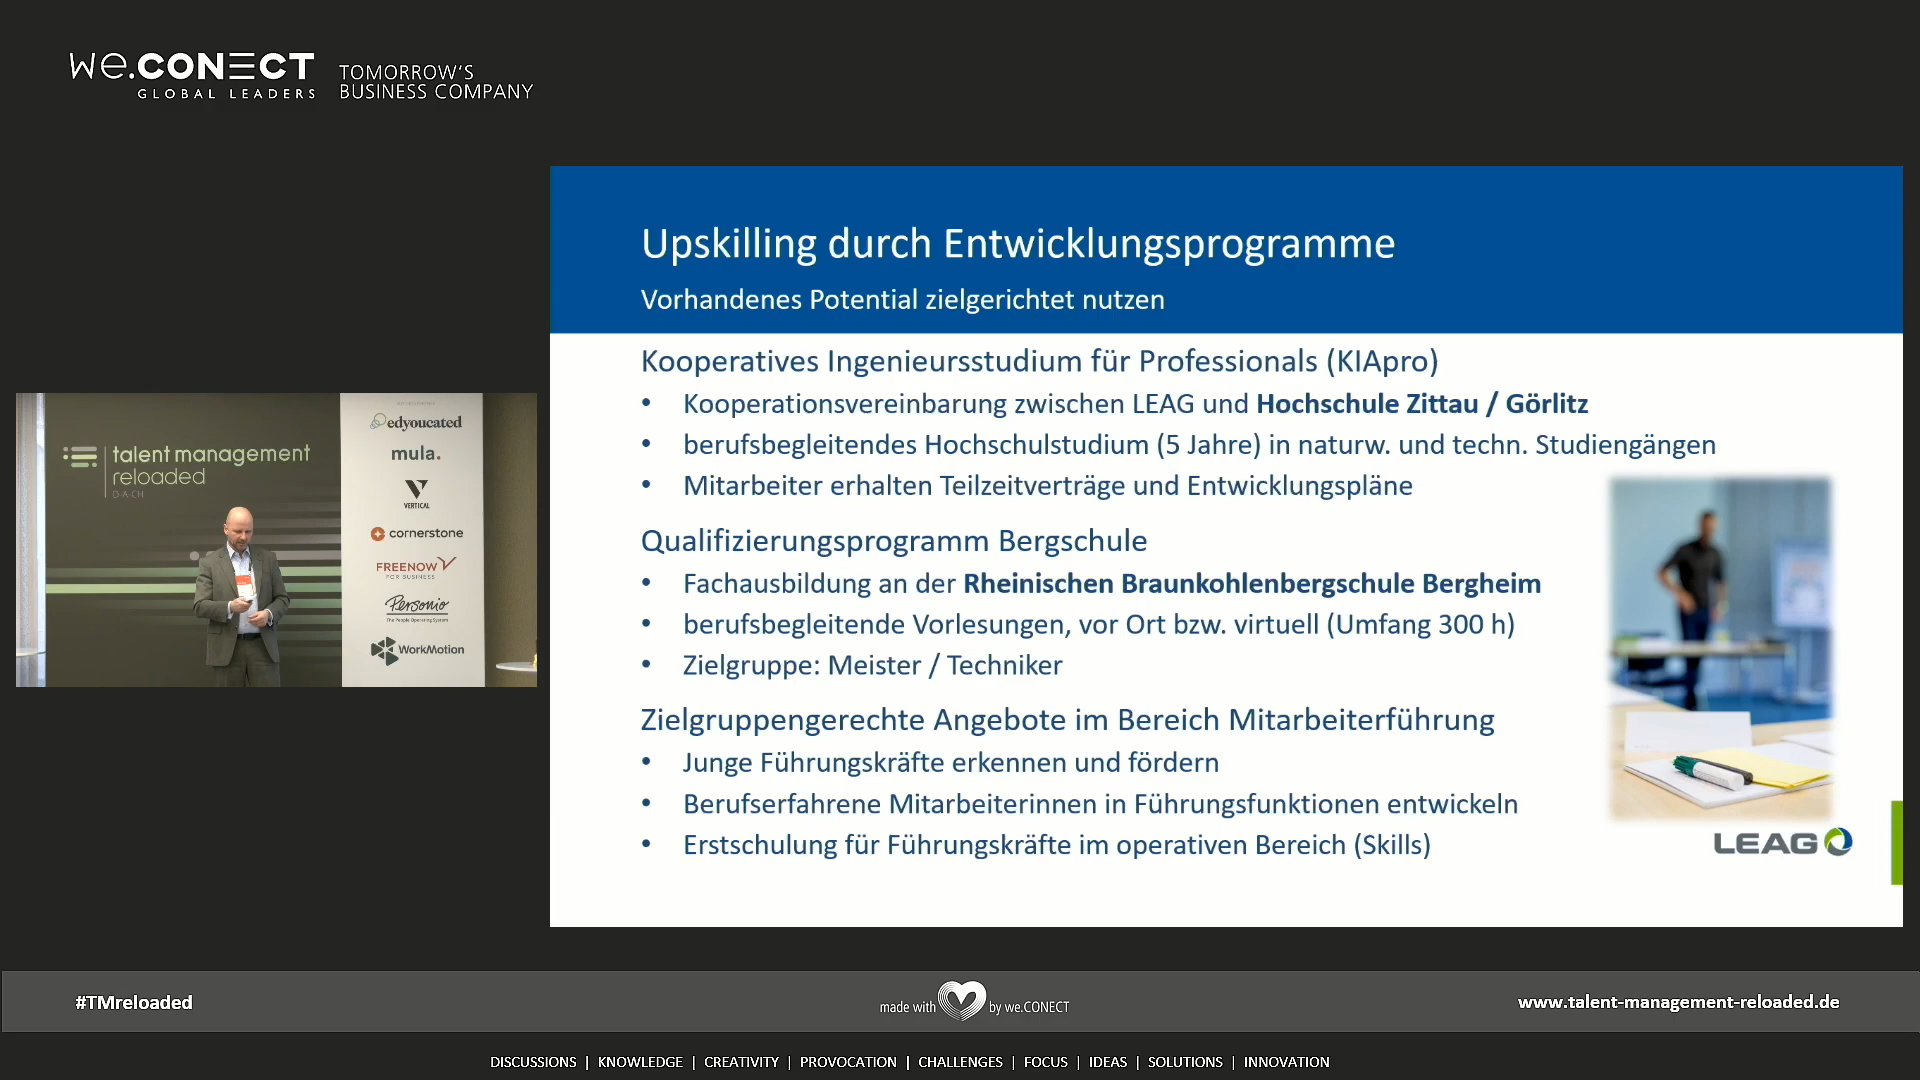 we.CONECT
GLOBAL LEADERS
TOMORROW'S
BUSINESS COMPANY
Upskilling durch Entwicklungsprogramme
Vorhandenes Potential zielgerichtet nutzen
Kooperatives Ingenieursstudium für Professionals (KIApro)
• Kooperationsvereinbarung zwischen LEAG und Hochschule Zittau / Görlitz
• berufsbegleitendes Hochschulstudium (5 Jahre) in naturw. und techn. Studiengängen
• Mitarbeiter erhalten Teilzeitverträge und Entwicklungspläne
Qualifizierungsprogramm Bergschule
• Fachausbildung an der Rheinischen Braunkohlenbergschule Bergheim
• berufsbegleitende Vorlesungen, vor Ort bzw. virtuell (Umfang 300 h)
• Zielgruppe: Meister / Techniker
Zielgruppengerechte Angebote im Bereich Mitarbeiterführung
• Junge Führungskräfte erkennen und fördern
• Berufserfahrene Mitarbeiterinnen in Führungsfunktionen entwickeln
• Erstschulung für Führungskräfte im operativen Bereich (Skills)
LEAG
talent management
reloaded
DACH
edyoucated
mula.
VERTICAL
cornerstone
FREENOW
FOR BUSINESS
Personio
The People Operating System
WorkMotion
#TMreloaded
made with by we.CONECT
www.talent-management-reloaded.de
DISCUSSIONS | KNOWLEDGE | CREATIVITY | PROVOCATION | CHALLENGES | FOCUS | IDEAS | SOLUTIONS | INNOVATION